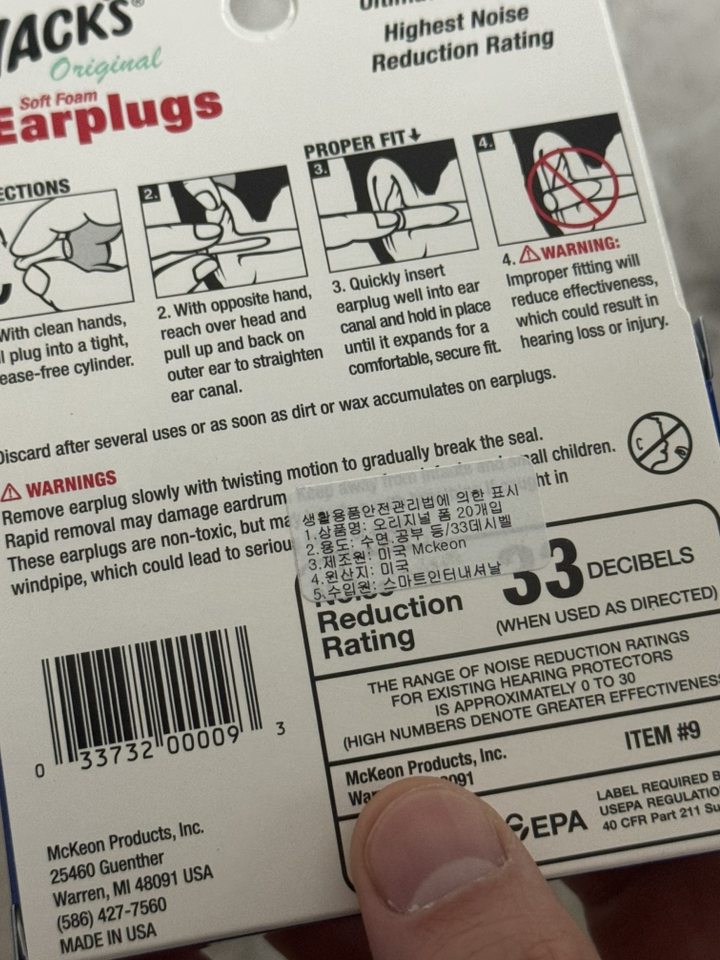 ACKS®
Original
Soft Foam
Earplugs
Highest Noise
Reduction Rating
ECTIONS
PROPER FIT
2.
3.
4.
With clean hands,
plug into a tight,
ease-free cylinder.
2. With opposite hand,
reach over head and
pull up and back on
outer ear to straighten
ear canal.
3. Quickly insert
earplug well into ear
canal and hold in place
until it expands for a
comfortable, secure fit.
4. WARNING:
Improper fitting will
reduce effectiveness,
which could result in
hearing loss or injury.
Discard after several uses or as soon as dirt or wax accumulates on earplugs.
WARNINGS
Remove earplug slowly with twisting motion to gradually break the seal.
Rapid removal may damage eardrum. Keep away from infants and small children.
These earplugs are non-toxic, but ma ht in
windpipe, which could lead to seriou
생활용품안전관리법에 의한 표시
1.상품명: 오리지널 폼 20개입
2.용도: 수면,공부 등/33데시벨
3.제조원: 미국 Mckeon
4.원산지: 미국
5.수입원: 스마트인터내셔날
Noise
Reduction
Rating
33 DECIBELS
(WHEN USED AS DIRECTED)
THE RANGE OF NOISE REDUCTION RATINGS
FOR EXISTING HEARING PROTECTORS
IS APPROXIMATELY 0 TO 30
(HIGH NUMBERS DENOTE GREATER EFFECTIVENESS
McKeon Products, Inc.
War 091
ITEM #9
EPA
LABEL REQUIRED B
USEPA REGULATIO
40 CFR Part 211 Su
0 33732 00009 3
McKeon Products, Inc.
25460 Guenther
Warren, MI 48091 USA
(586) 427-7560
MADE IN USA